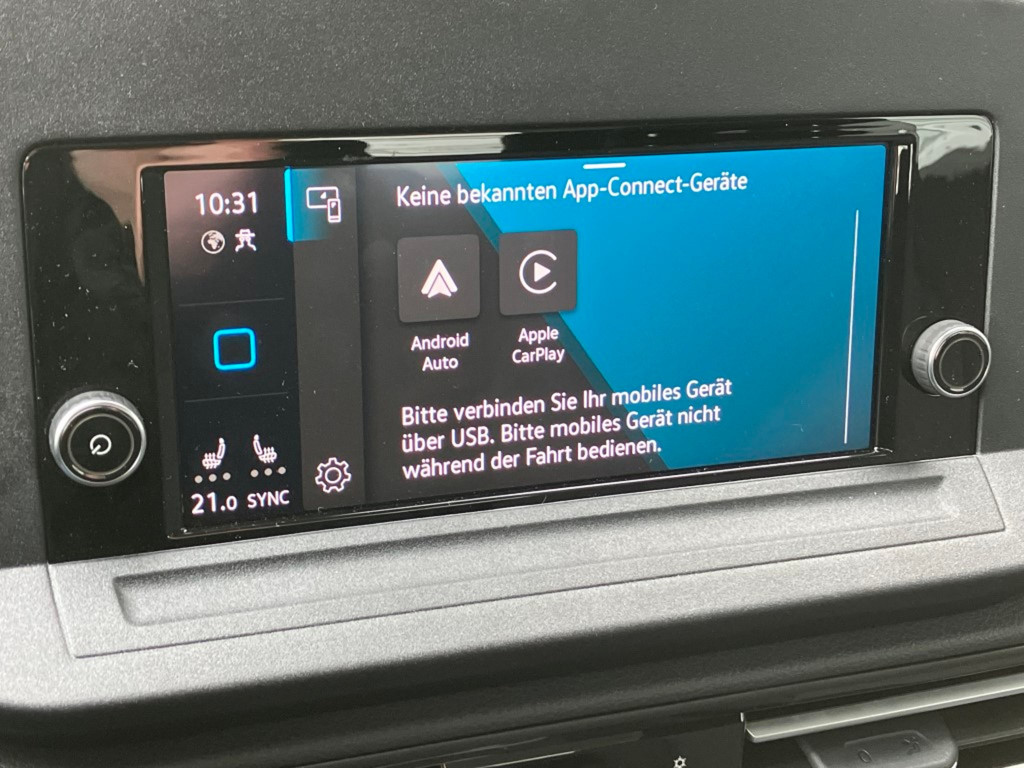 10:31
Keine bekannten App-Connect-Geräte
Android
Auto
Apple
CarPlay
Bitte verbinden Sie Ihr mobiles Gerät
über USB. Bitte mobiles Gerät nicht
während der Fahrt bedienen.
21.0 SYNC
0